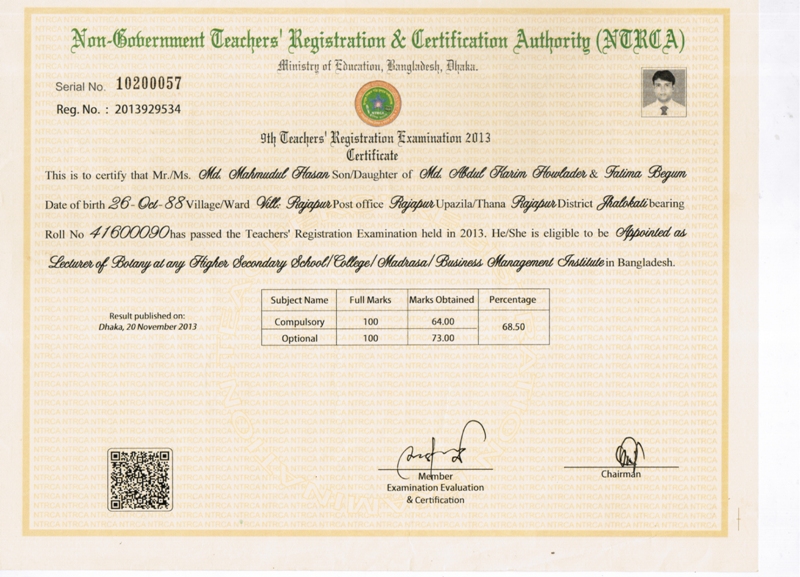 Non-Government Teachers' Registration & Certification Authority (NTRCA)
Ministry of Education, Bangladesh, Dhaka.
Serial No. 10200057
Reg. No. : 2013929534
9th Teachers' Registration Examination 2013
Certificate
This is to certify that Mr./Ms. Md. Mahmudul Hasan Son/Daughter of Md. Abdul Karim Howlader & Fatima Begum
Date of birth 26-Oct-88 Village/Ward Vill: Rajapur Post office Rajapur Upazila/Thana Rajapur District Jhalokati bearing
Roll No 41600090 has passed the Teachers' Registration Examination held in 2013. He/She is eligible to be Appointed as
Lecturer of Botany at any Higher Secondary School/College/Madrasa/Business Management Institute in Bangladesh.
Result published on:
Dhaka, 20 November 2013
Subject Name Full Marks Marks Obtained Percentage
Compulsory 100 64.00 68.50
Optional 100 73.00
Member
Examination Evaluation
& Certification
Chairman